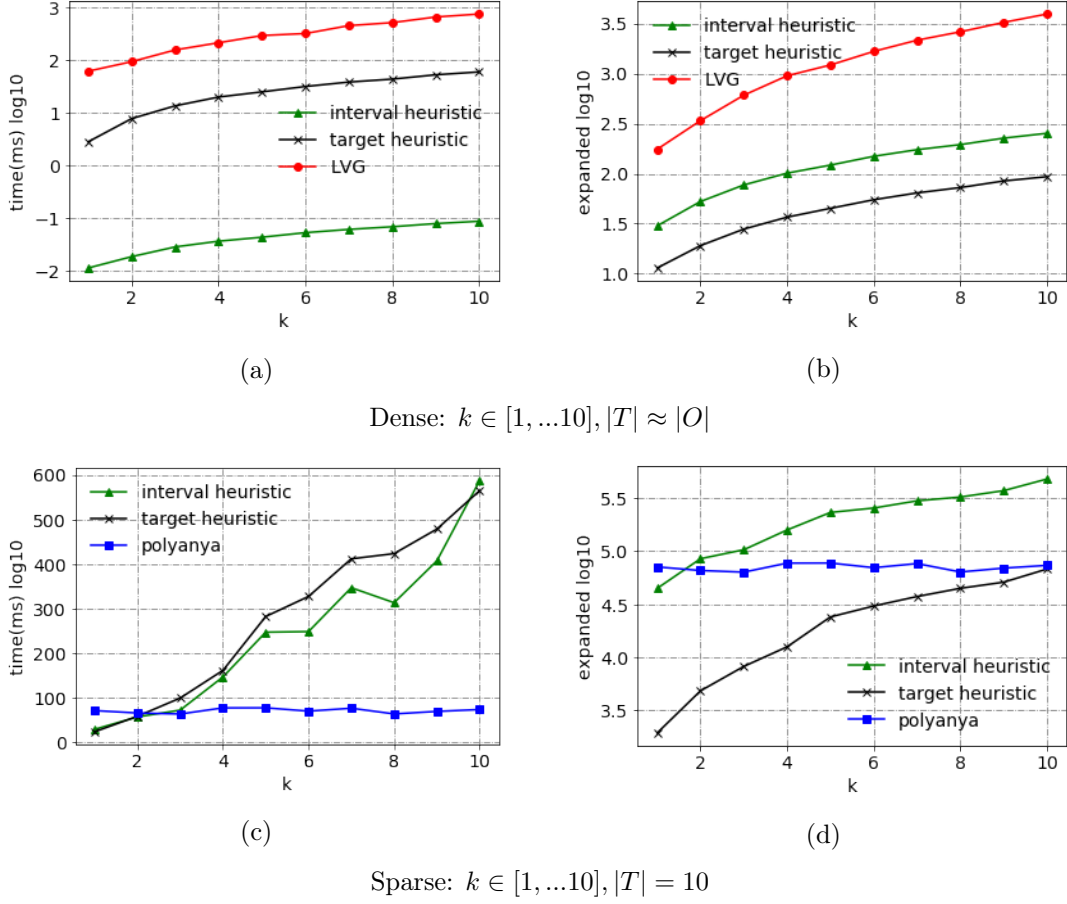 3
2
1
0
−1
−2
time(ms) log10
interval heuristic
target heuristic
LVG
2 4 6 8 10
k
(a)
3.5
3.0
2.5
2.0
1.5
1.0
expanded log10
interval heuristic
target heuristic
LVG
2 4 6 8 10
k
(b)
Dense: k ∈ [1, ...10], |T| ≈ |O|
600
500
400
300
200
100
0
time(ms) log10
interval heuristic
target heuristic
polyanya
2 4 6 8 10
k
(c)
5.5
5.0
4.5
4.0
3.5
expanded log10
interval heuristic
target heuristic
polyanya
2 4 6 8 10
k
(d)
Sparse: k ∈ [1, ...10], |T| = 10